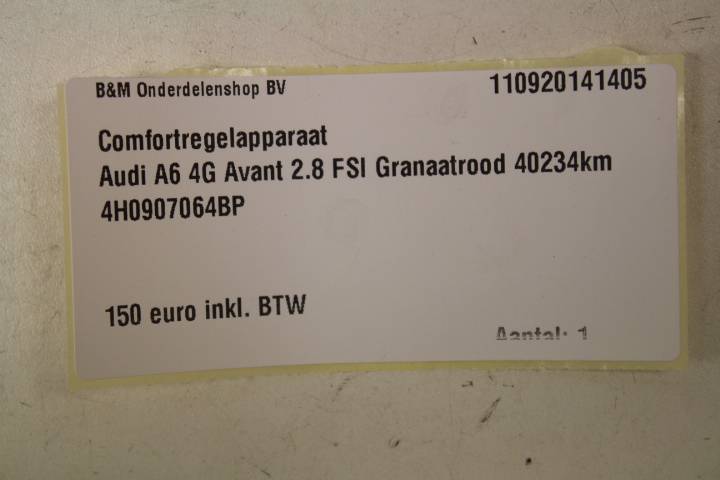 B&M Onderdelenshop BV 110920141405
Comfortregelapparaat
Audi A6 4G Avant 2.8 FSI Granaatrood 40234km
4H0907064BP
150 euro inkl. BTW
Aantal: 1